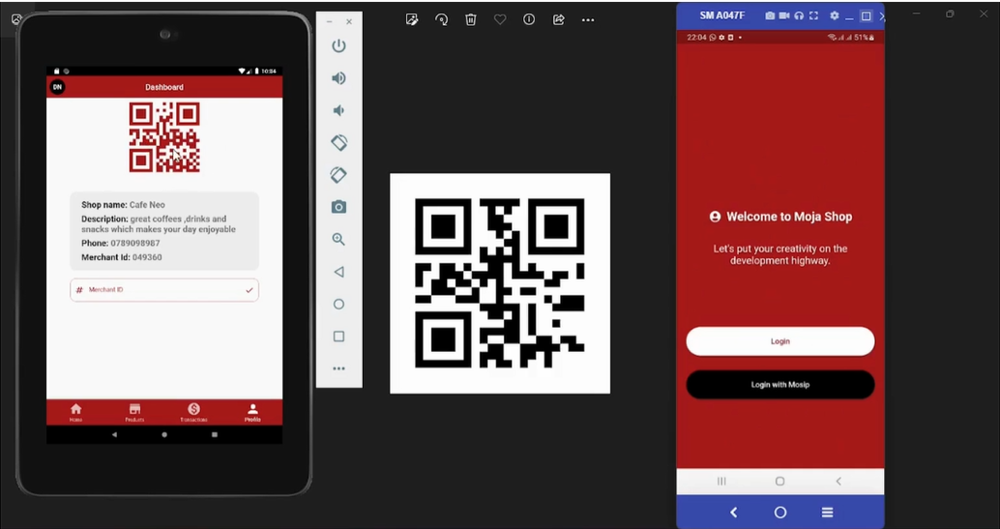 10:04
DN
Dashboard
Shop name: Cafe Neo
Description: great coffees ,drinks and
snacks which makes your day enjoyable
Phone: 0789098987
Merchant Id: 049360
# Merchant ID
Home
Products
Transactions
Profile
SM A047F
22:04
51%
Welcome to Moja Shop
Let's put your creativity on the
development highway.
Login
Login with Mosip